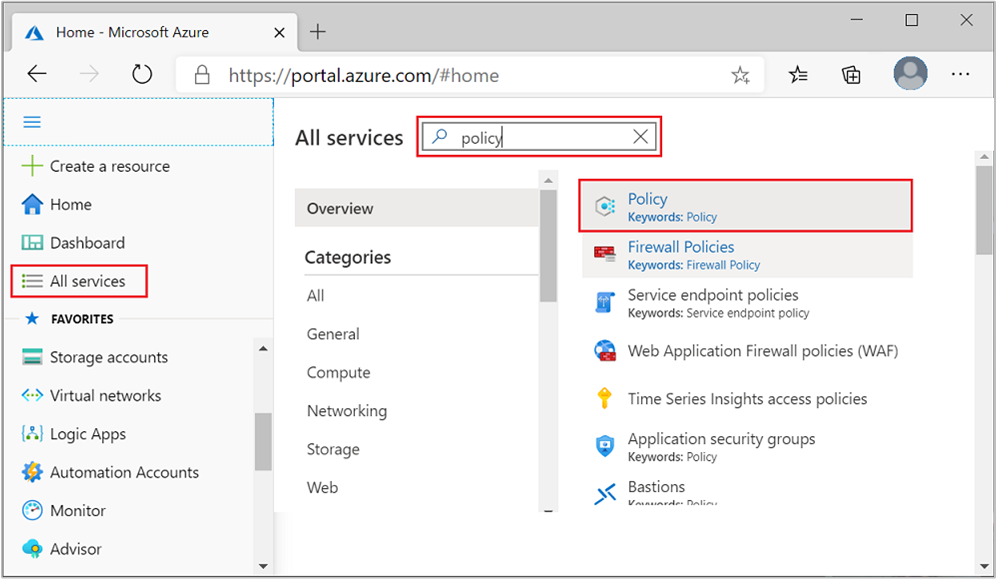 Home - Microsoft Azure
https://portal.azure.com/#home
Create a resource
Home
Dashboard
All services
FAVORITES
Storage accounts
Virtual networks
Logic Apps
Automation Accounts
Monitor
Advisor
All services
policy
Overview
Categories
All
General
Compute
Networking
Storage
Web
Policy
Keywords: Policy
Firewall Policies
Keywords: Firewall Policy
Service endpoint policies
Keywords: Service endpoint policy
Web Application Firewall policies (WAF)
Time Series Insights access policies
Application security groups
Keywords: Policy
Bastions
Keywords: Policy